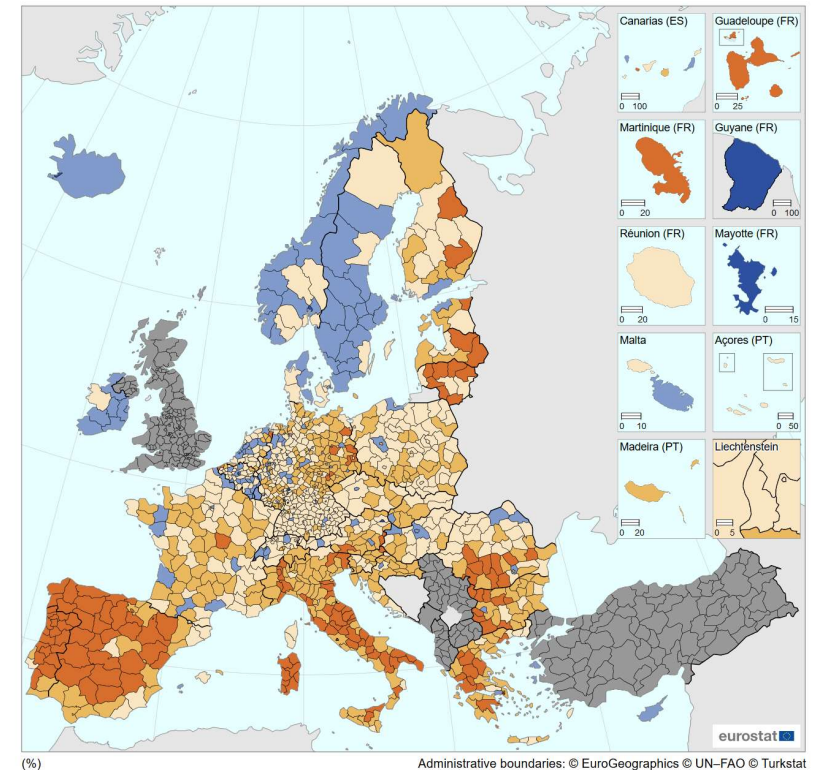 Canarias (ES)
0 100
Guadeloupe (FR)
0 25
Martinique (FR)
0 20
Guyane (FR)
0 100
Réunion (FR)
0 20
Mayotte (FR)
0 15
Malta
0 10
Açores (PT)
0 50
Madeira (PT)
0 20
Liechtenstein
0 5
eurostat
(%)
Administrative boundaries: © EuroGeographics © UN–FAO © Turkstat